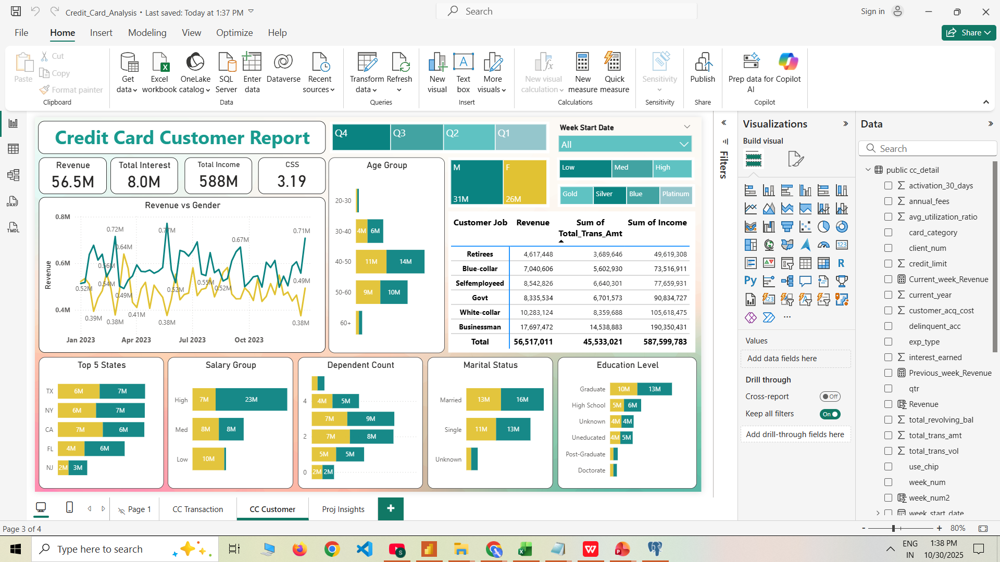 Credit_Card_Analysis • Last saved: Today at 1:37 PM
Search
Sign in
File
Home
Insert
Modeling
View
Optimize
Help
Share
Paste
Cut
Copy
Format painter
Clipboard
Get data
Excel workbook
OneLake catalog
SQL Server
Enter data
Dataverse
Recent sources
Data
Transform data
Refresh
Queries
New visual
Text box
More visuals
Insert
New visual calculation
New measure
Quick measure
Calculations
Sensitivity
Sensitivity
Publish
Share
Prep data for AI
Copilot
Copilot
Credit Card Customer Report
Q4
Q3
Q2
Q1
Week Start Date
All
Revenue
56.5M
Total Interest
8.0M
Total Income
588M
CSS
3.19
Revenue vs Gender
Revenue
0.8M
0.6M
0.4M
0.72M
0.77M
0.71M
0.64M
0.67M
0.56M
0.52M
0.54M
0.49M
0.52M
0.55M
0.52M
0.49M
0.39M
0.38M
0.41M
0.38M
0.38M
Jan 2023
Apr 2023
Jul 2023
Oct 2023
Age Group
20-30
30-40 4M 6M
40-50 11M 14M
50-60 9M 10M
60+
M
31M
F
26M
Low
Med
High
Gold
Silver
Blue
Platinum
Customer Job Revenue Sum of Total_Trans_Amt Sum of Income
Retirees 4,617,448 3,689,646 49,619,308
Blue-collar 7,040,606 5,602,930 73,516,911
Selfemployeed 8,542,826 6,640,301 77,659,931
Govt 8,335,534 6,701,573 90,834,727
White-collar 10,283,124 8,359,688 105,618,475
Businessman 17,697,472 14,538,883 190,350,431
Total 56,517,011 45,533,021 587,599,783
Top 5 States
TX 6M 7M
NY 6M 7M
CA 7M 6M
FL 4M 6M
NJ 2M 3M
Salary Group
High 7M 23M
Med 8M 8M
Low 10M
Dependent Count
4 4M 5M
7M 9M
2 7M 8M
5M 5M
0 2M 2M
Marital Status
Married 13M 16M
Single 11M 13M
Unknown
Education Level
Graduate 10M 13M
High School 5M 6M
Unknown 4M 4M
Uneducated 4M 5M
Post-Graduate
Doctorate
Filters
Visualizations
Build visual
123
R
Py
123
Values
Add data fields here
Drill through
Cross-report Off
Keep all filters On
Add drill-through fields here
Data
Search
public cc_detail
activation_30_days
annual_fees
avg_utilization_ratio
card_category
client_num
credit_limit
Current_week_Revenue
current_year
customer_acq_cost
delinquent_acc
exp_type
interest_earned
Previous_week_Revenue
qtr
Revenue
total_revolving_bal
total_trans_amt
total_trans_vol
use_chip
week_num
week_num2
week_start_date
DAX
TMDL
Page 1
CC Transaction
CC Customer
Proj Insights
+
Page 3 of 4
- + 80%
Type here to search
ENG
IN
1:38 PM
10/30/2025